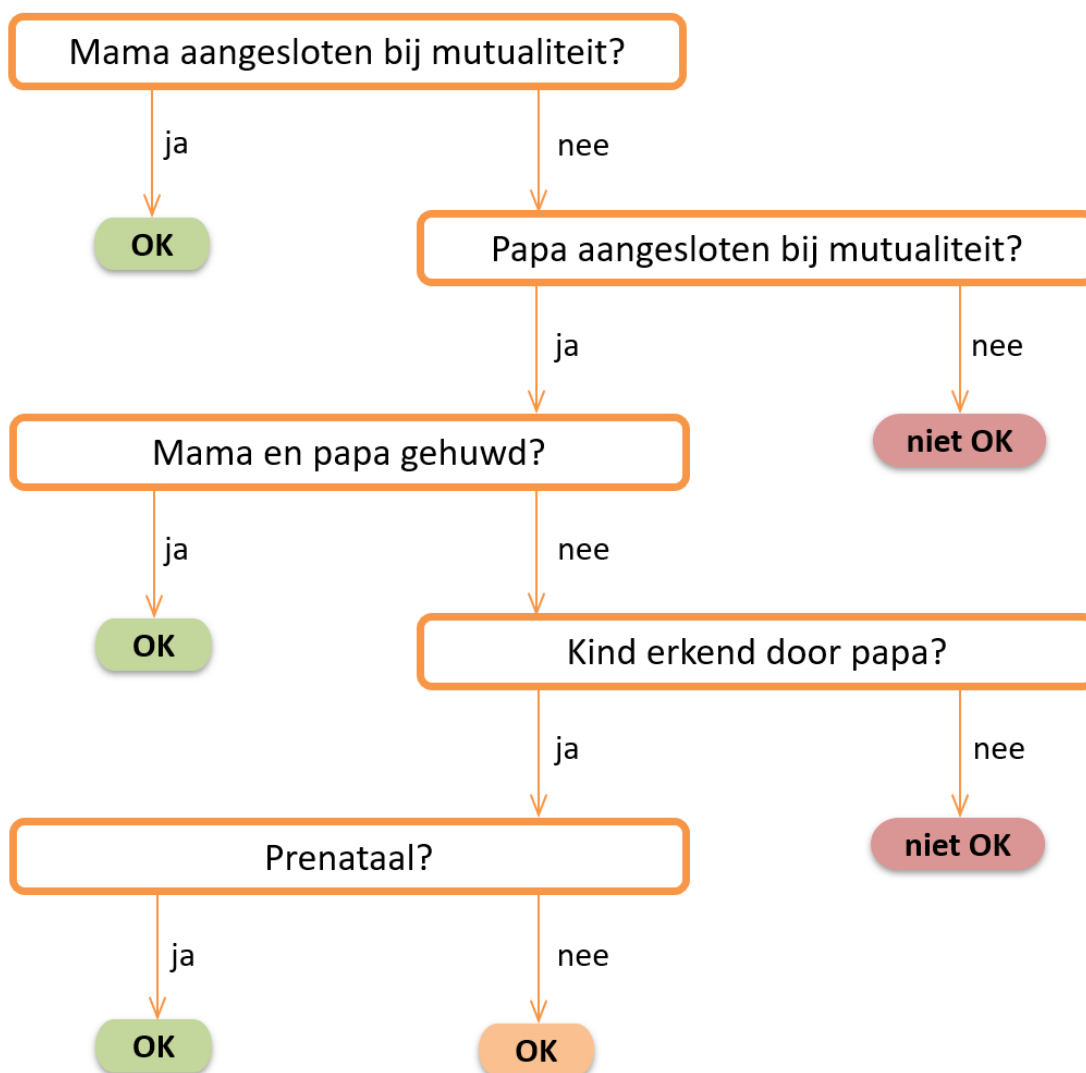 Mama aangesloten bij mutualiteit?
ja
nee
OK
Papa aangesloten bij mutualiteit?
ja
nee
niet OK
Mama en papa gehuwd?
ja
nee
OK
Kind erkend door papa?
ja
nee
niet OK
Prenataal?
ja
nee
OK
OK